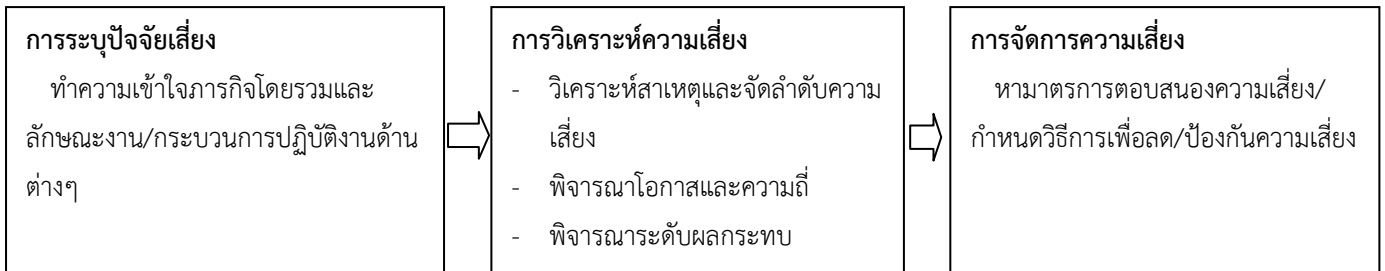 การระบุปัจจัยเสี่ยง
ทำความเข้าใจภารกิจโดยรวมและ
ลักษณะงาน/กระบวนการปฏิบัติงานด้าน
ต่างๆ
การวิเคราะห์ความเสี่ยง
- วิเคราะห์สาเหตุและจัดลำดับความ
เสี่ยง
- พิจารณาโอกาสและความถี่
- พิจารณาระดับผลกระทบ
การจัดการความเสี่ยง
หามาตรการตอบสนองความเสี่ยง/
กำหนดวิธีการเพื่อลด/ป้องกันความเสี่ยง